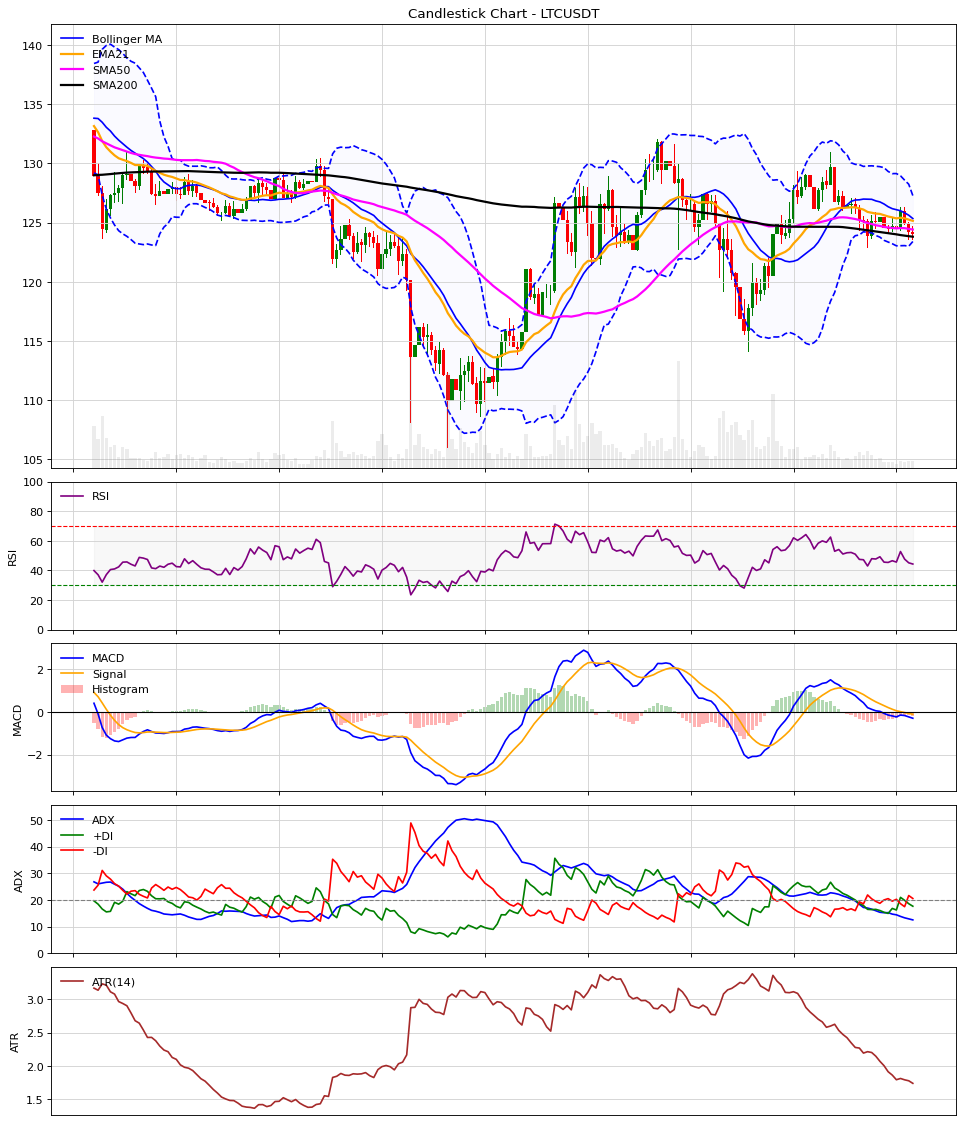 Candlestick Chart - LTCUSDT
Bollinger MA
EMA21
SMA50
SMA200
140
135
130
125
120
115
110
105
RSI
RSI
100
80
60
40
20
0
MACD
Signal
Histogram
MACD
2
0
−2
ADX
+DI
-DI
ADX
50
40
30
20
10
0
ATR(14)
ATR
3.0
2.5
2.0
1.5